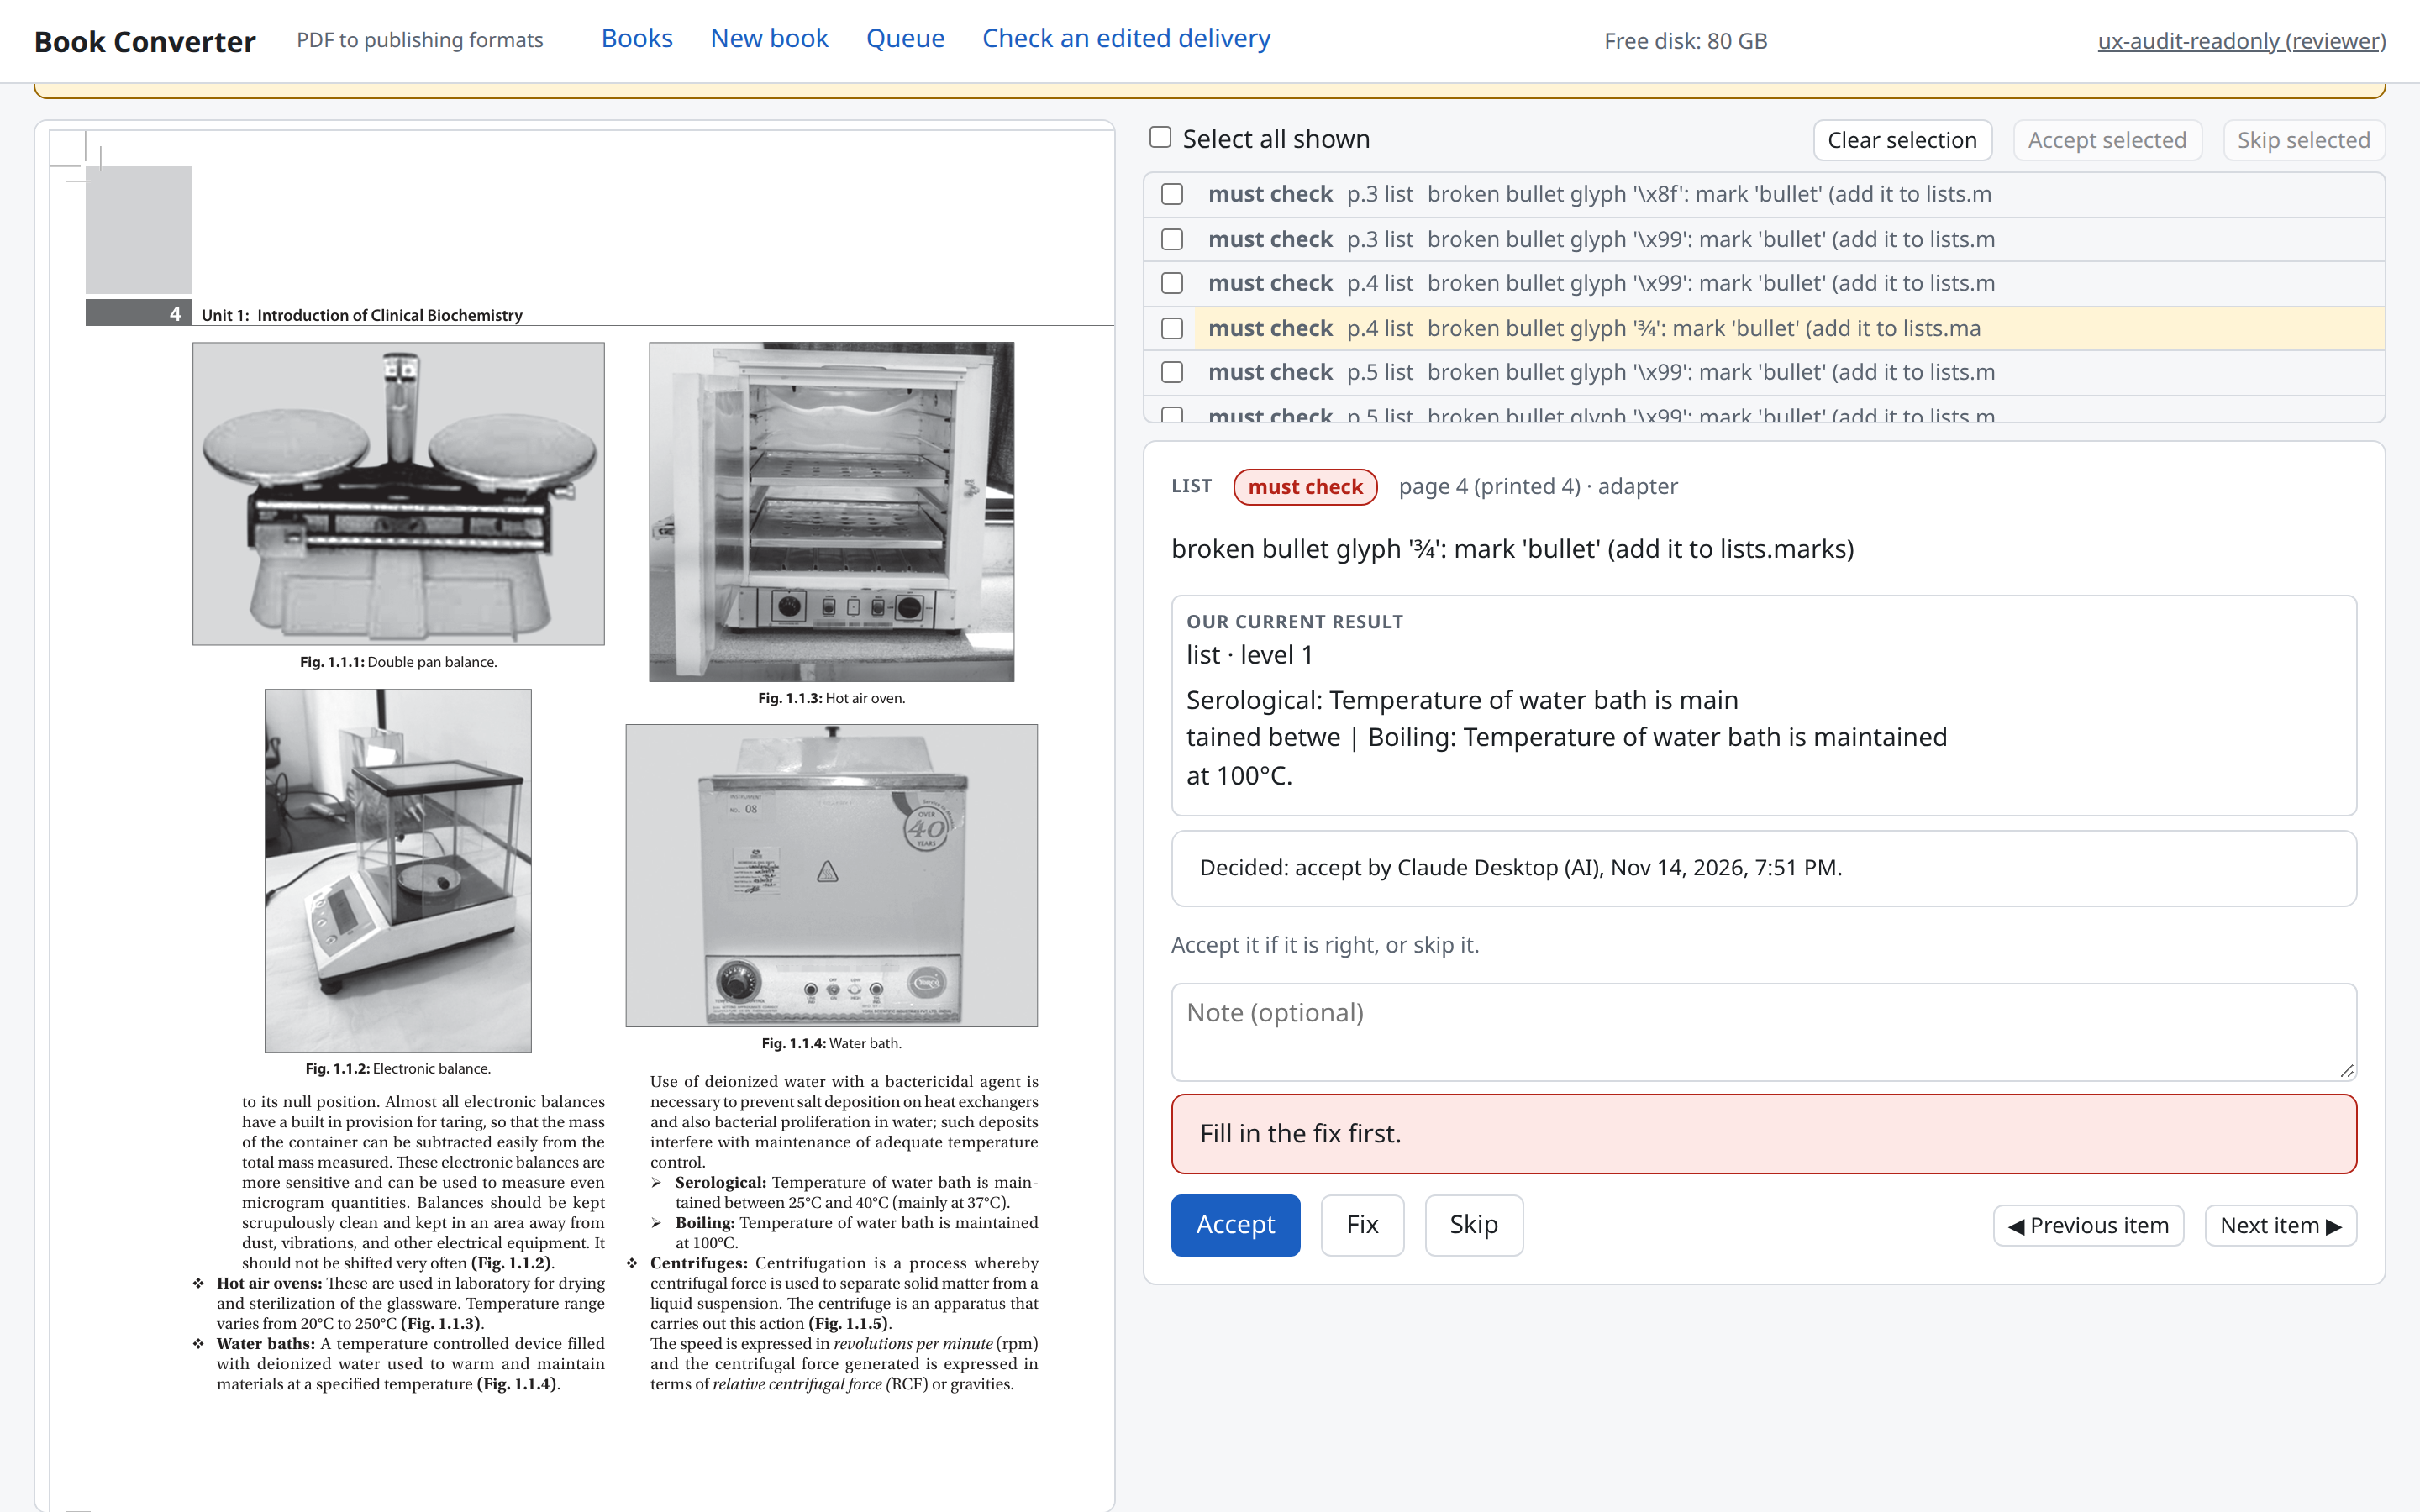 Book Converter
PDF to publishing formats
Books
New book
Queue
Check an edited delivery
Free disk: 80 GB
ux-audit-readonly (reviewer)
4
Unit 1: Introduction of Clinical Biochemistry
Fig. 1.1.1: Double pan balance.
Fig. 1.1.2: Electronic balance.
to its null position. Almost all electronic balances
have a built in provision for taring, so that the mass
of the container can be subtracted easily from the
total mass measured. These electronic balances are
more sensitive and can be used to measure even
microgram quantities. Balances should be kept
scrupulously clean and kept in an area away from
dust, vibrations, and other electrical equipment. It
should not be shifted very often (Fig. 1.1.2).
❖ Hot air ovens: These are used in laboratory for drying
and sterilization of the glassware. Temperature range
varies from 20°C to 250°C (Fig. 1.1.3).
❖ Water baths: A temperature controlled device filled
with deionized water used to warm and maintain
materials at a specified temperature (Fig. 1.1.4).
Fig. 1.1.3: Hot air oven.
No. 08
OVER
40
YEARS
Fig. 1.1.4: Water bath.
Use of deionized water with a bactericidal agent is
necessary to prevent salt deposition on heat exchangers
and also bacterial proliferation in water; such deposits
interfere with maintenance of adequate temperature
control.
➢ Serological: Temperature of water bath is main-
tained between 25°C and 40°C (mainly at 37°C).
➢ Boiling: Temperature of water bath is maintained
at 100°C.
❖ Centrifuges: Centrifugation is a process whereby
centrifugal force is used to separate solid matter from a
liquid suspension. The centrifuge is an apparatus that
carries out this action (Fig. 1.1.5).
The speed is expressed in revolutions per minute (rpm)
and the centrifugal force generated is expressed in
terms of relative centrifugal force (RCF) or gravities.
Select all shown
Clear selection
Accept selected
Skip selected
must check p.3 list broken bullet glyph '\x8f': mark 'bullet' (add it to lists.m
must check p.3 list broken bullet glyph '\x99': mark 'bullet' (add it to lists.m
must check p.4 list broken bullet glyph '\x99': mark 'bullet' (add it to lists.m
must check p.4 list broken bullet glyph '¾': mark 'bullet' (add it to lists.ma
must check p.5 list broken bullet glyph '\x99': mark 'bullet' (add it to lists.m
must check p.5 list broken bullet glyph '\x99': mark 'bullet' (add it to lists.m
LIST must check page 4 (printed 4) · adapter
broken bullet glyph '¾': mark 'bullet' (add it to lists.marks)
OUR CURRENT RESULT
list · level 1
Serological: Temperature of water bath is main
tained betwe | Boiling: Temperature of water bath is maintained
at 100°C.
Decided: accept by Claude Desktop (AI), Nov 14, 2026, 7:51 PM.
Accept it if it is right, or skip it.
Note (optional)
Fill in the fix first.
Accept
Fix
Skip
◀ Previous item
Next item ▶